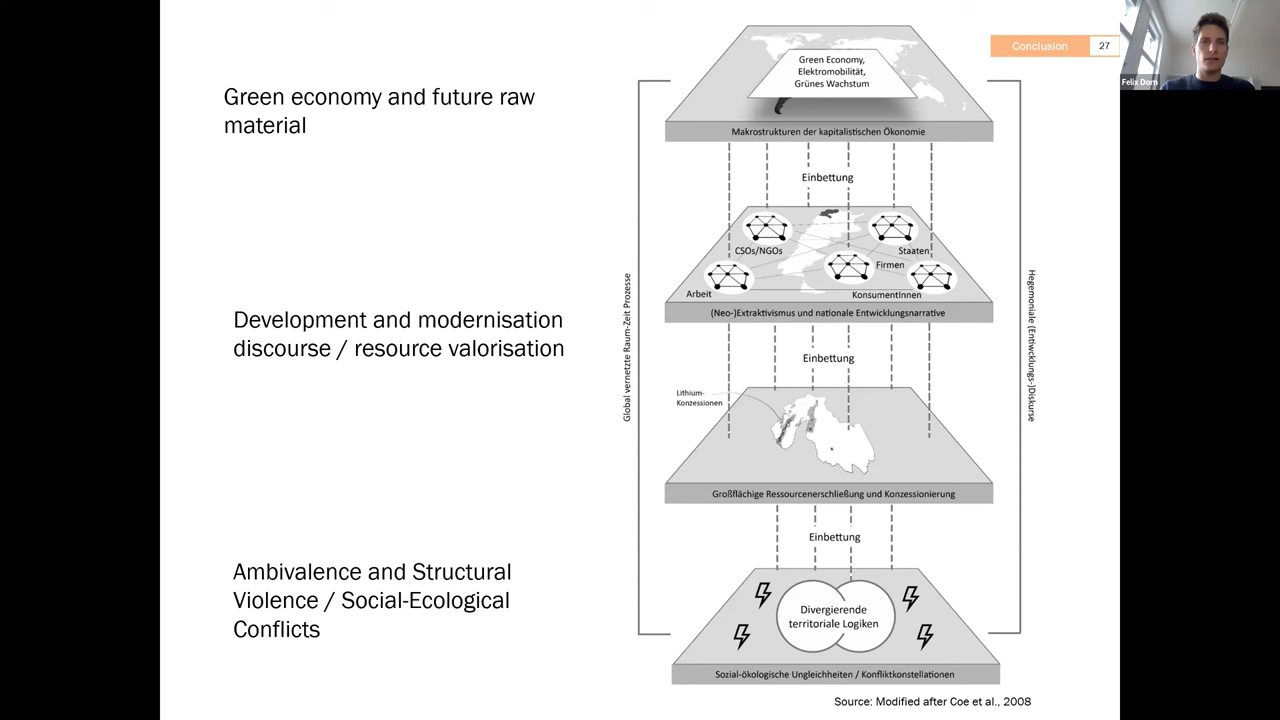 Conclusion 27
Felix Dorn
Green economy and future raw
material
Development and modernisation
discourse / resource valorisation
Ambivalence and Structural
Violence / Social-Ecological
Conflicts
Green Economy,
Elektromobilität,
Grünes Wachstum
Makrostrukturen der kapitalistischen Ökonomie
Einbettung
CSOs/NGOs
Staaten
Firmen
Arbeit
KonsumentInnen
(Neo-)Extraktivismus und nationale Entwicklungsnarrative
Einbettung
Lithium-
Konzessionen
Großflächige Ressourcenerschließung und Konzessionierung
Einbettung
Divergierende
territoriale Logiken
Sozial-ökologische Ungleichheiten / Konfliktkonstellationen
Global vernetzte Raum-Zeit Prozesse
Hegemoniale (Entiwcklungs-)Diskurse
Source: Modified after Coe et al., 2008